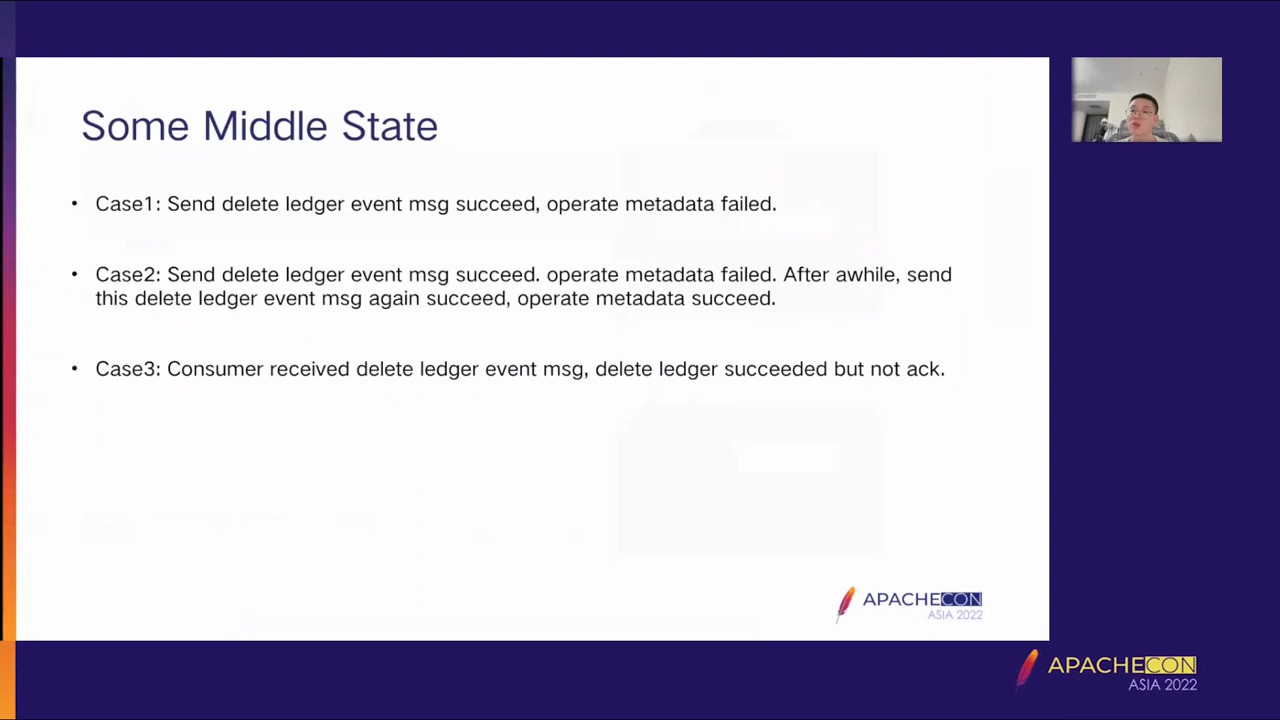 Some Middle State
• Case1: Send delete ledger event msg succeed, operate metadata failed.
• Case2: Send delete ledger event msg succeed. operate metadata failed. After awhile, send
this delete ledger event msg again succeed, operate metadata succeed.
• Case3: Consumer received delete ledger event msg, delete ledger succeeded but not ack.
APACHECON
ASIA 2022
APACHECON
ASIA 2022